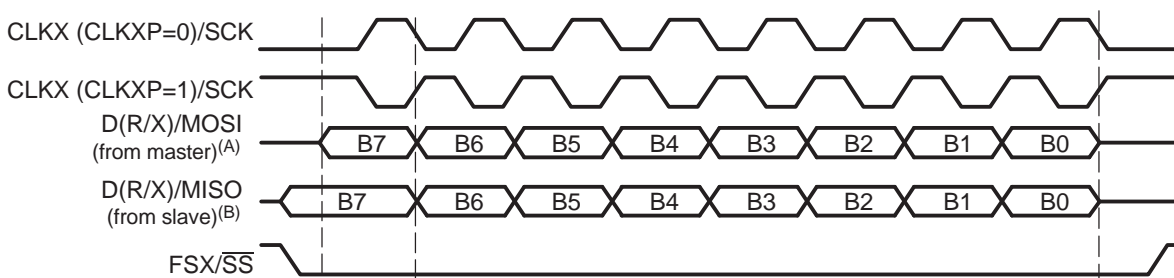 CLKX (CLKXP=0)/SCK
CLKX (CLKXP=1)/SCK
D(R/X)/MOSI
(from master)(A)
B7 B6 B5 B4 B3 B2 B1 B0
D(R/X)/MISO
(from slave)(B)
B7 B6 B5 B4 B3 B2 B1 B0
FSX/S̅S̅